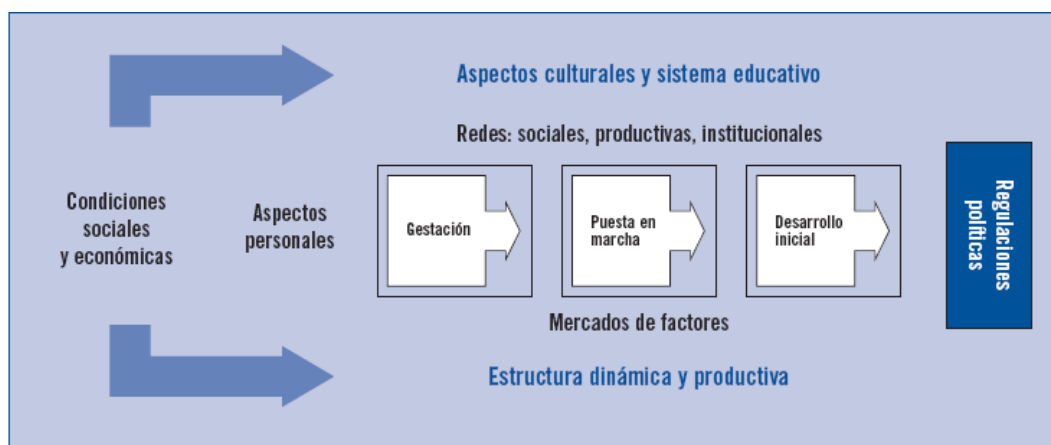 Aspectos culturales y sistema educativo
Redes: sociales, productivas, institucionales
Condiciones
sociales
y económicas
Aspectos
personales
Gestación
Puesta en
marcha
Desarrollo
inicial
Regulaciones
políticas
Mercados de factores
Estructura dinámica y productiva